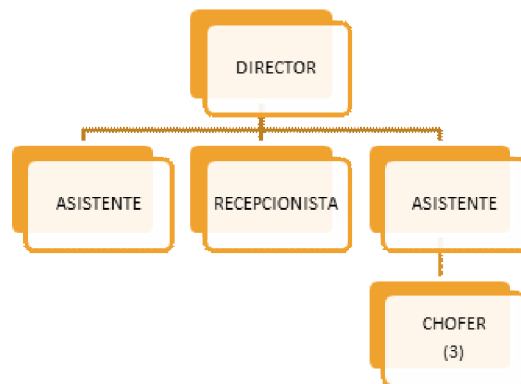 DIRECTOR
ASISTENTE
RECEPCIONISTA
ASISTENTE
CHOFER
(3)